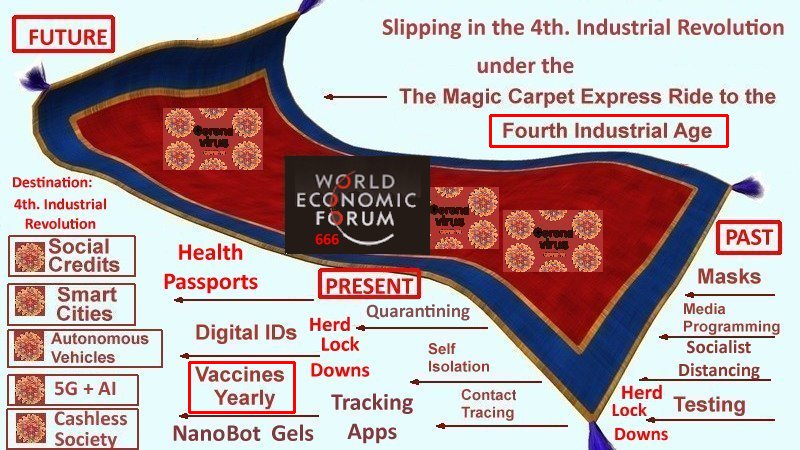 FUTURE
Slipping in the 4th. Industrial Revolution
under the
The Magic Carpet Express Ride to the
Fourth Industrial Age
Corona
virus
WORLD
ECONOMIC
FORUM
666
Corona
virus
Corona
virus
Destination:
4th. Industrial
Revolution
Social
Credits
Smart
Cities
Autonomous
Vehicles
5G + AI
Cashless
Society
Health
Passports
Digital IDs
Vaccines
Yearly
NanoBot Gels
PRESENT
Herd
Lock
Downs
Tracking
Apps
Quarantining
Self
Isolation
Contact
Tracing
PAST
Masks
Media
Programming
Socialist
Distancing
Herd
Lock
Downs
Testing